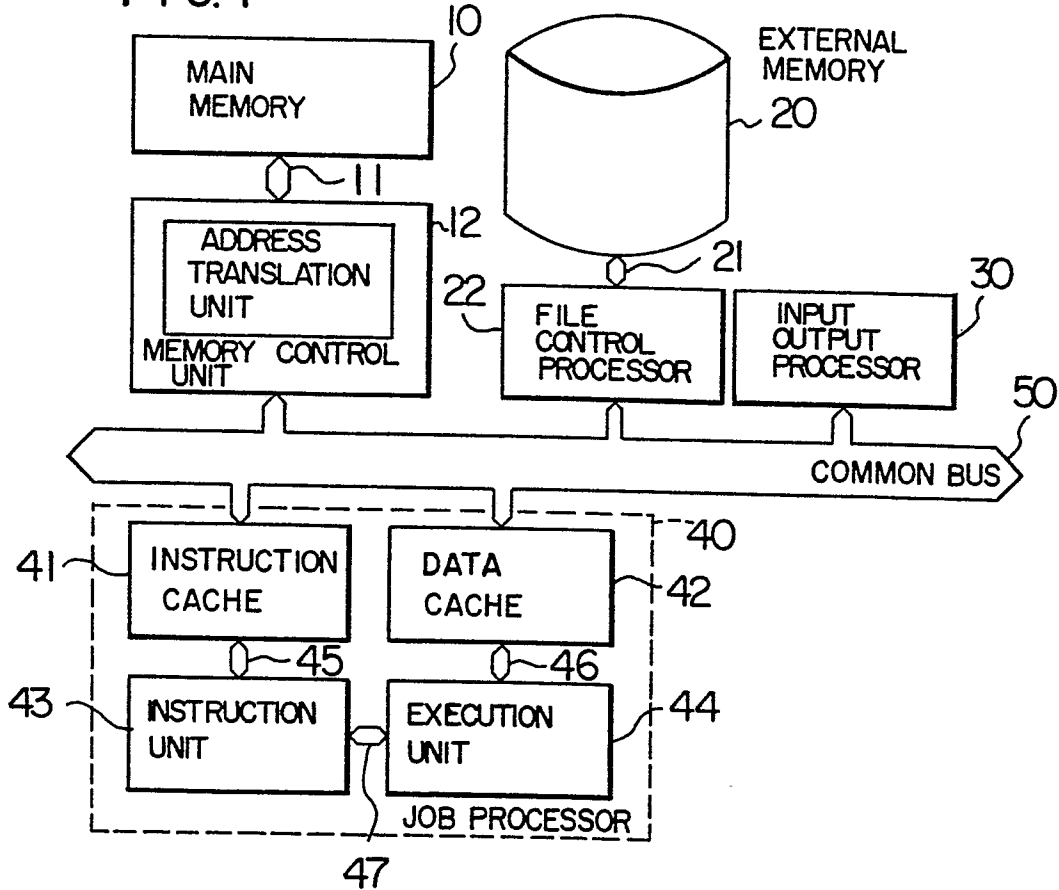 FIG. 1
10
MAIN
MEMORY
EXTERNAL
MEMORY
20
11
12
ADDRESS
TRANSLATION
UNIT
MEMORY CONTROL
UNIT
21
22
FILE
CONTROL
PROCESSOR
30
INPUT
OUTPUT
PROCESSOR
50
COMMON BUS
40
41
INSTRUCTION
CACHE
DATA
CACHE
42
45
46
43
INSTRUCTION
UNIT
EXECUTION
UNIT
44
JOB PROCESSOR
47